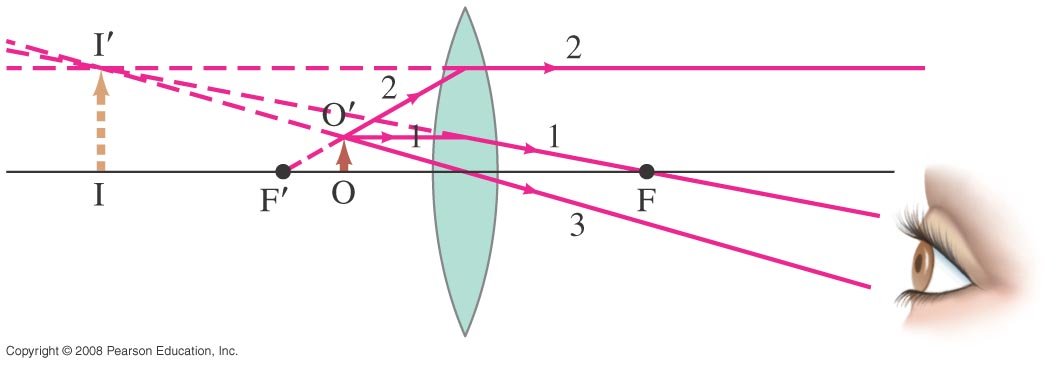 I′
2
2
O′
1
1
I
F′
O
F
3
Copyright © 2008 Pearson Education, Inc.